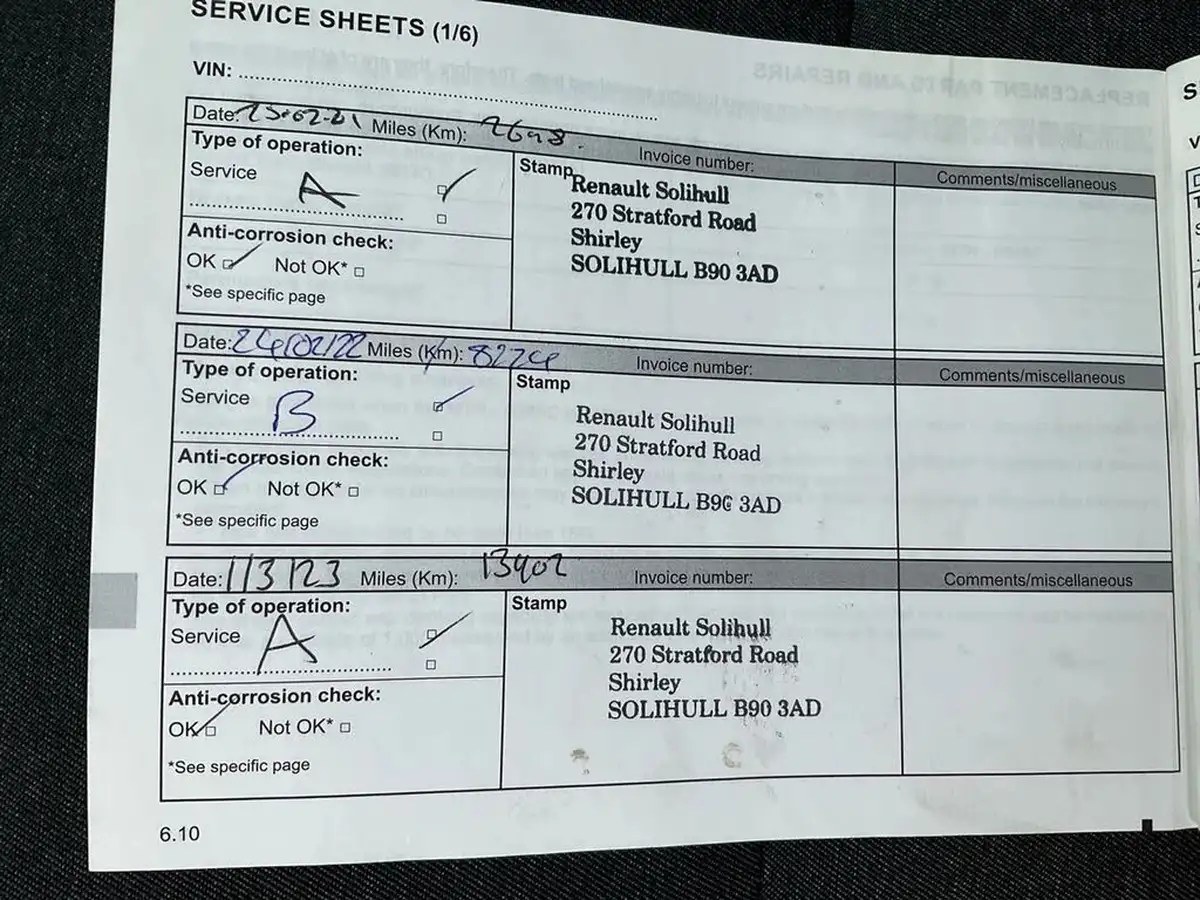 SERVICE SHEETS (1/6)
VIN:
Date: 25.02.21 Miles (Km): 2698. Invoice number: Comments/miscellaneous
Type of operation:
Service A
Stamp
Renault Solihull
270 Stratford Road
Shirley
SOLIHULL B90 3AD
Anti-corrosion check:
OK Not OK*
*See specific page
Date: 24/02/22 Miles (Km): 8224 Invoice number: Comments/miscellaneous
Type of operation:
Service B
Stamp
Renault Solihull
270 Stratford Road
Shirley
SOLIHULL B90 3AD
Anti-corrosion check:
OK Not OK*
*See specific page
Date: 1/3/23 Miles (Km): 13902 Invoice number: Comments/miscellaneous
Type of operation:
Service A
Stamp
Renault Solihull
270 Stratford Road
Shirley
SOLIHULL B90 3AD
Anti-corrosion check:
OK Not OK*
*See specific page
6.10